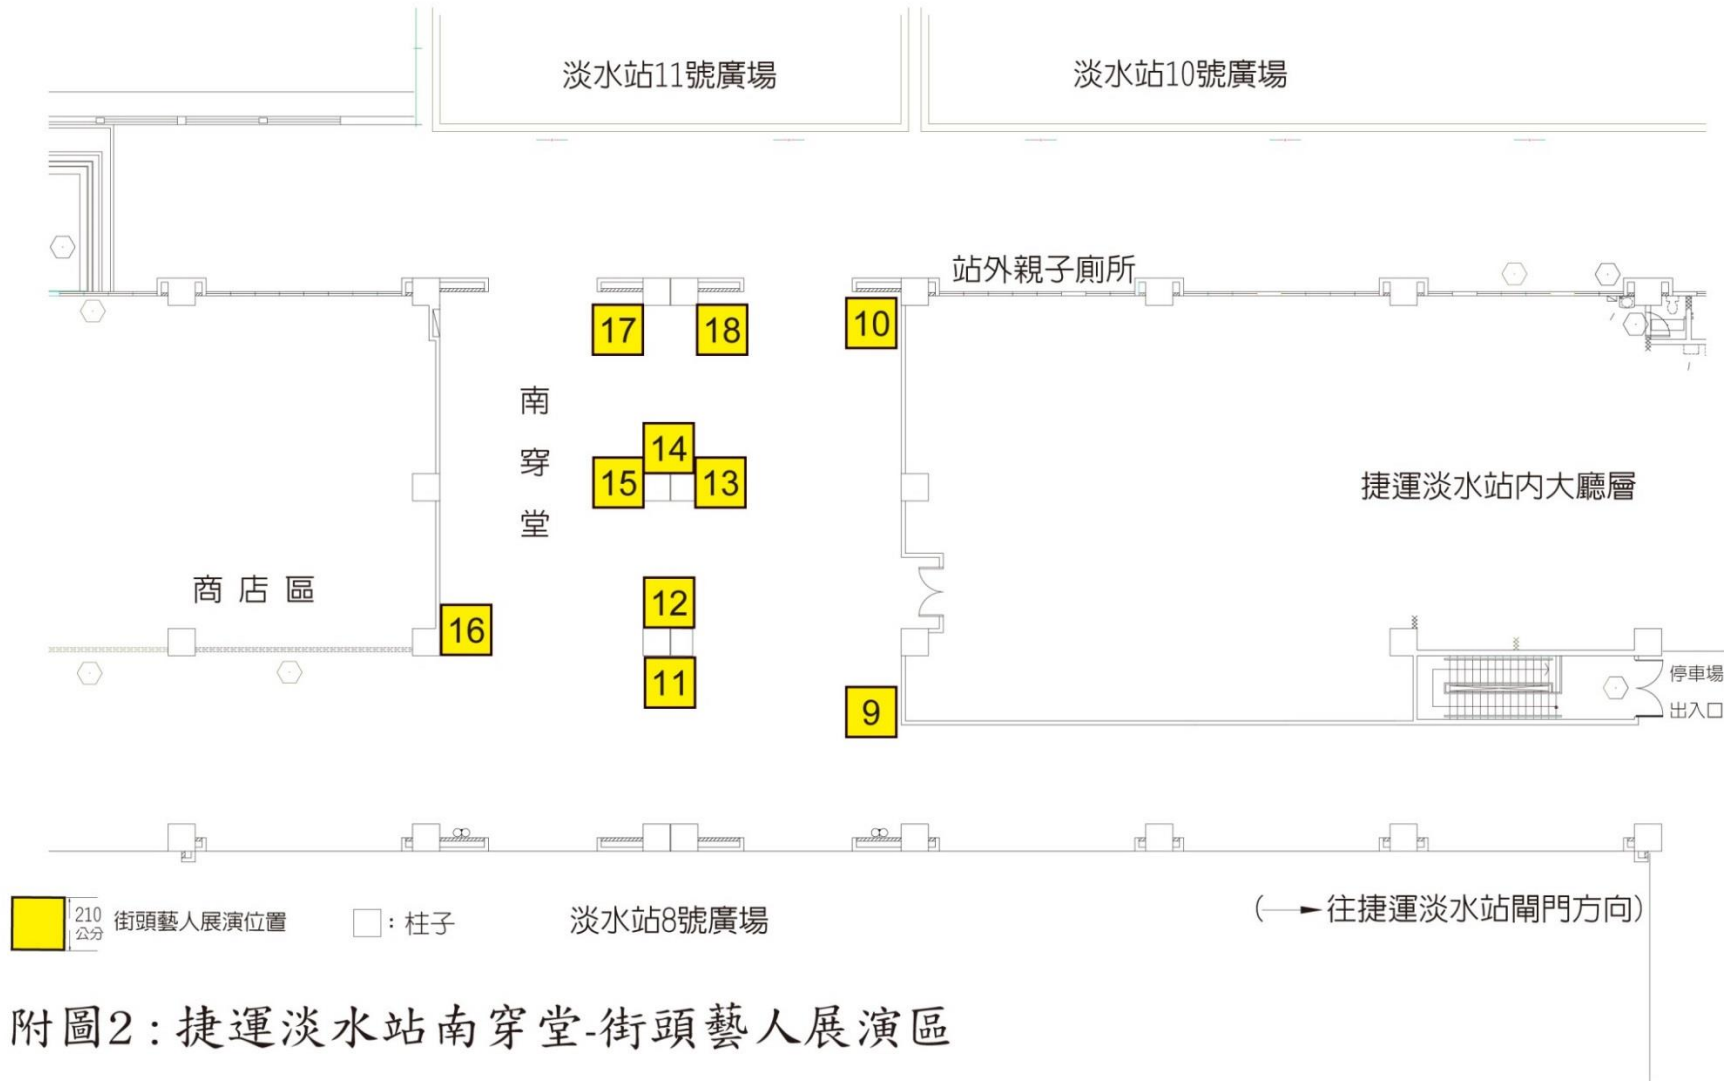 淡水站11號廣場
淡水站10號廣場
站外親子廁所
17
18
10
南穿堂
14
15
13
捷運淡水站內大廳層
商店區
12
16
11
9
停車場
出入口
210
公分
街頭藝人展演位置
：柱子
淡水站8號廣場
(→往捷運淡水站閘門方向)
附圖2：捷運淡水站南穿堂-街頭藝人展演區